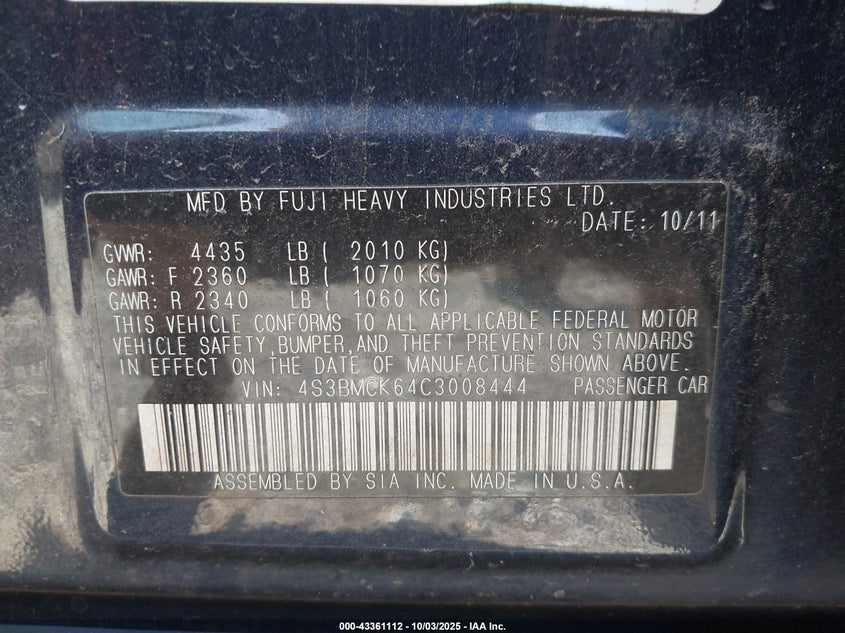 MFD BY FUJI HEAVY INDUSTRIES LTD.
DATE: 10/11
GVWR: 4435 LB ( 2010 KG)
GAWR: F 2360 LB ( 1070 KG)
GAWR: R 2340 LB ( 1060 KG)
THIS VEHICLE CONFORMS TO ALL APPLICABLE FEDERAL MOTOR
VEHICLE SAFETY,BUMPER,AND THEFT PREVENTION STANDARDS
IN EFFECT ON THE DATE OF MANUFACTURE SHOWN ABOVE.
VIN: 4S3BMCK64C3008444 PASSENGER CAR
ASSEMBLED BY SIA INC. MADE IN U.S.A.
000-43361112 - 10/03/2025 - IAA Inc.